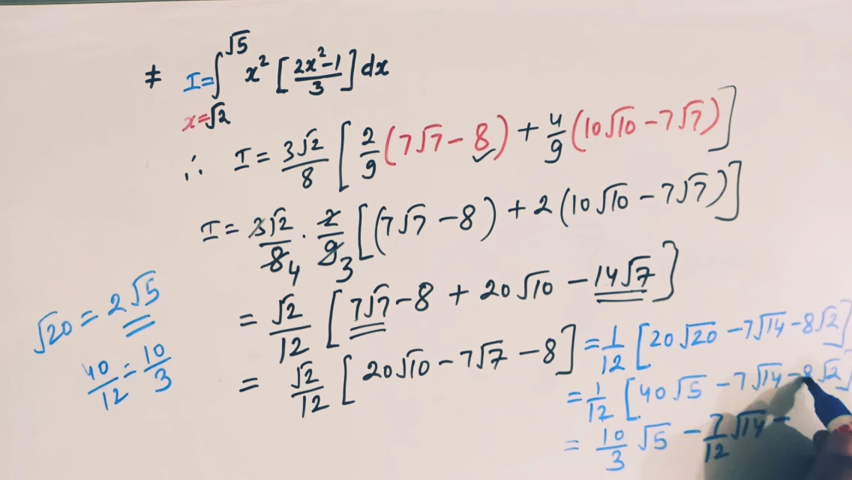 ≠ I = ∫_{x=√2}^{√5} x² [(2x²-1)/3] dx
∴ I = 3√2/8 [2/9 (7√7 - 8) + 4/9 (10√10 - 7√7)]
I = 3√2/8₄ · 2/9₃ [(7√7 - 8) + 2(10√10 - 7√7)]
= √2/12 [7√7 - 8 + 20√10 - 14√7]
= √2/12 [20√10 - 7√7 - 8]
= 1/12 [20√20 - 7√14 - 8√2]
= 1/12 [40√5 - 7√14 - 8√2]
= 10/3 √5 - 7/12 √14 -
√20 = 2√5
40/12 = 10/3